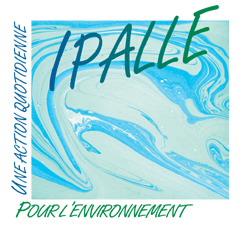 IPALLE
UNE ACTION QUOTIDIENNE
POUR L'ENVIRONNEMENT